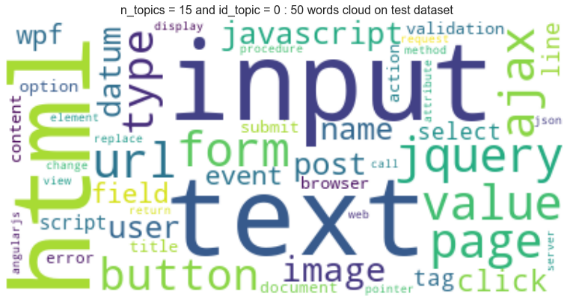 n_topics = 15 and id_topic = 0 : 50 words cloud on test dataset
wpf
display
javascript
request
validation
procedure
method
option
datum
type
input
action
attribute
ajax
line
content
element
submit
name
select
json
html
replace
url
form
post
call
jquery
change
event
browser
view
field
value
return
text
web
script
user
page
server
angularjs
error
title
button
image
tag
click
document
pointer